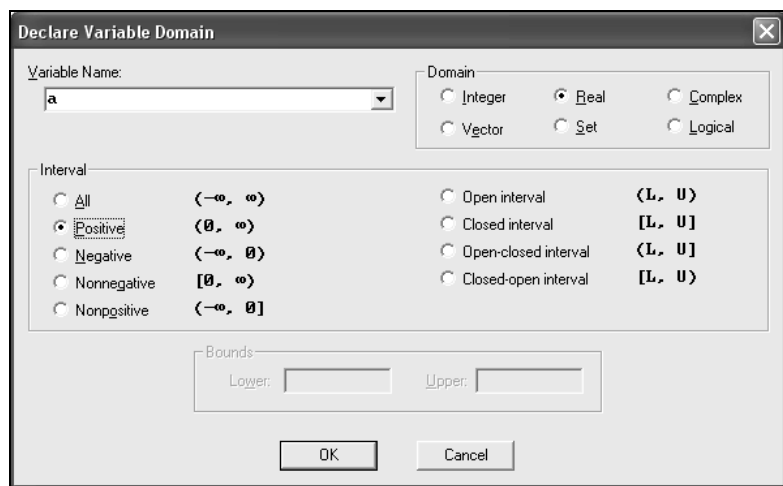 Declare Variable Domain
Variable Name:
a
Domain
Integer Real Complex
Vector Set Logical
Interval
All (-∞, ∞)
Positive (0, ∞)
Negative (-∞, 0)
Nonnegative [0, ∞)
Nonpositive (-∞, 0]
Open interval (L, U)
Closed interval [L, U]
Open-closed interval (L, U]
Closed-open interval [L, U)
Bounds
Lower: Upper:
OK Cancel